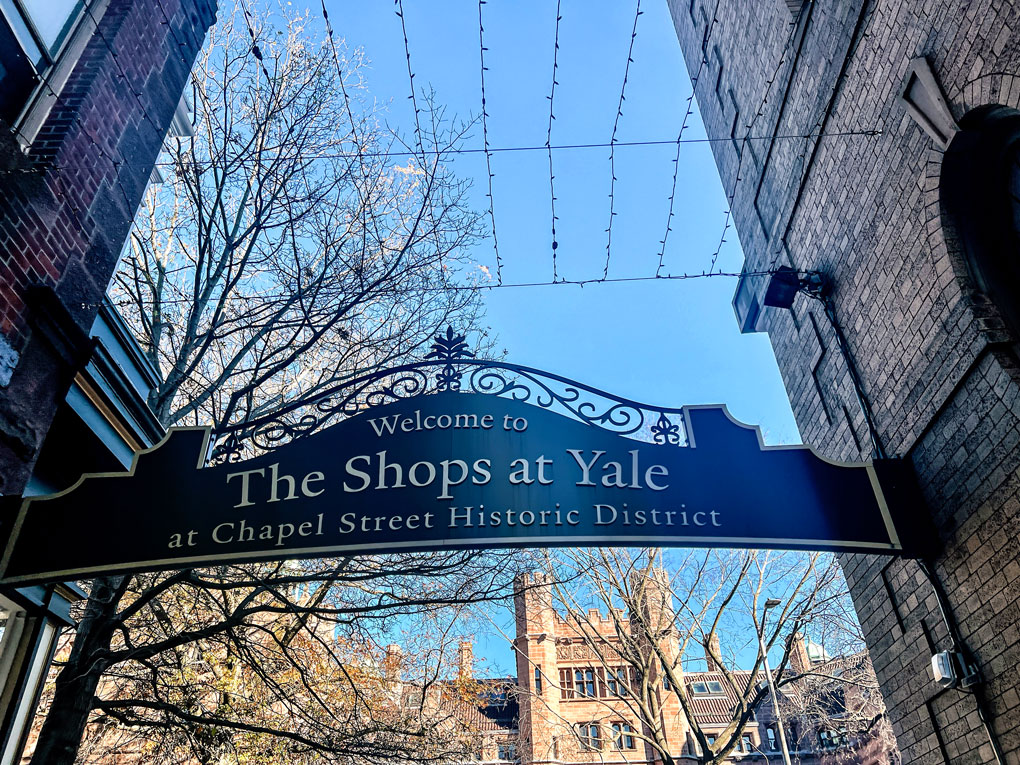 Welcome to
The Shops at Yale
at Chapel Street Historic District